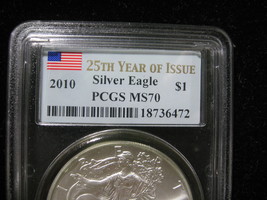 25TH YEAR OF ISSUE
2010 Silver Eagle $1
PCGS MS70
18736472